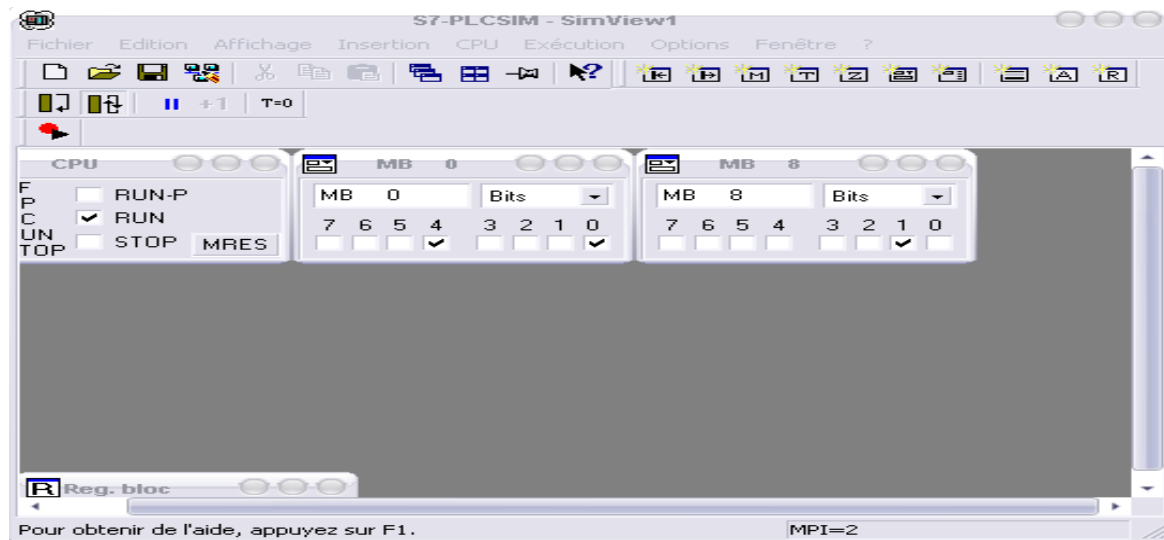 S7-PLCSIM - SimView1
Fichier Edition Affichage Insertion CPU Exécution Options Fenêtre ?
M T Z A R
+1 T=0
CPU
F
P
C
UN
TOP
RUN-P
RUN
STOP MRES
MB 0
MB 0 Bits
7 6 5 4 3 2 1 0
MB 8
MB 8 Bits
7 6 5 4 3 2 1 0
R Reg. bloc
Pour obtenir de l'aide, appuyez sur F1. MPI=2